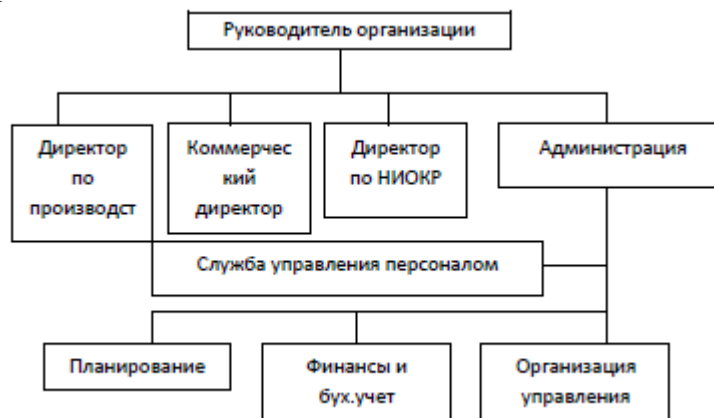 Руководитель организации
Директор
по
производст
Коммерчес
кий
директор
Директор
по НИОКР
Администрация
Служба управления персоналом
Планирование
Финансы и
бух.учет
Организация
управления